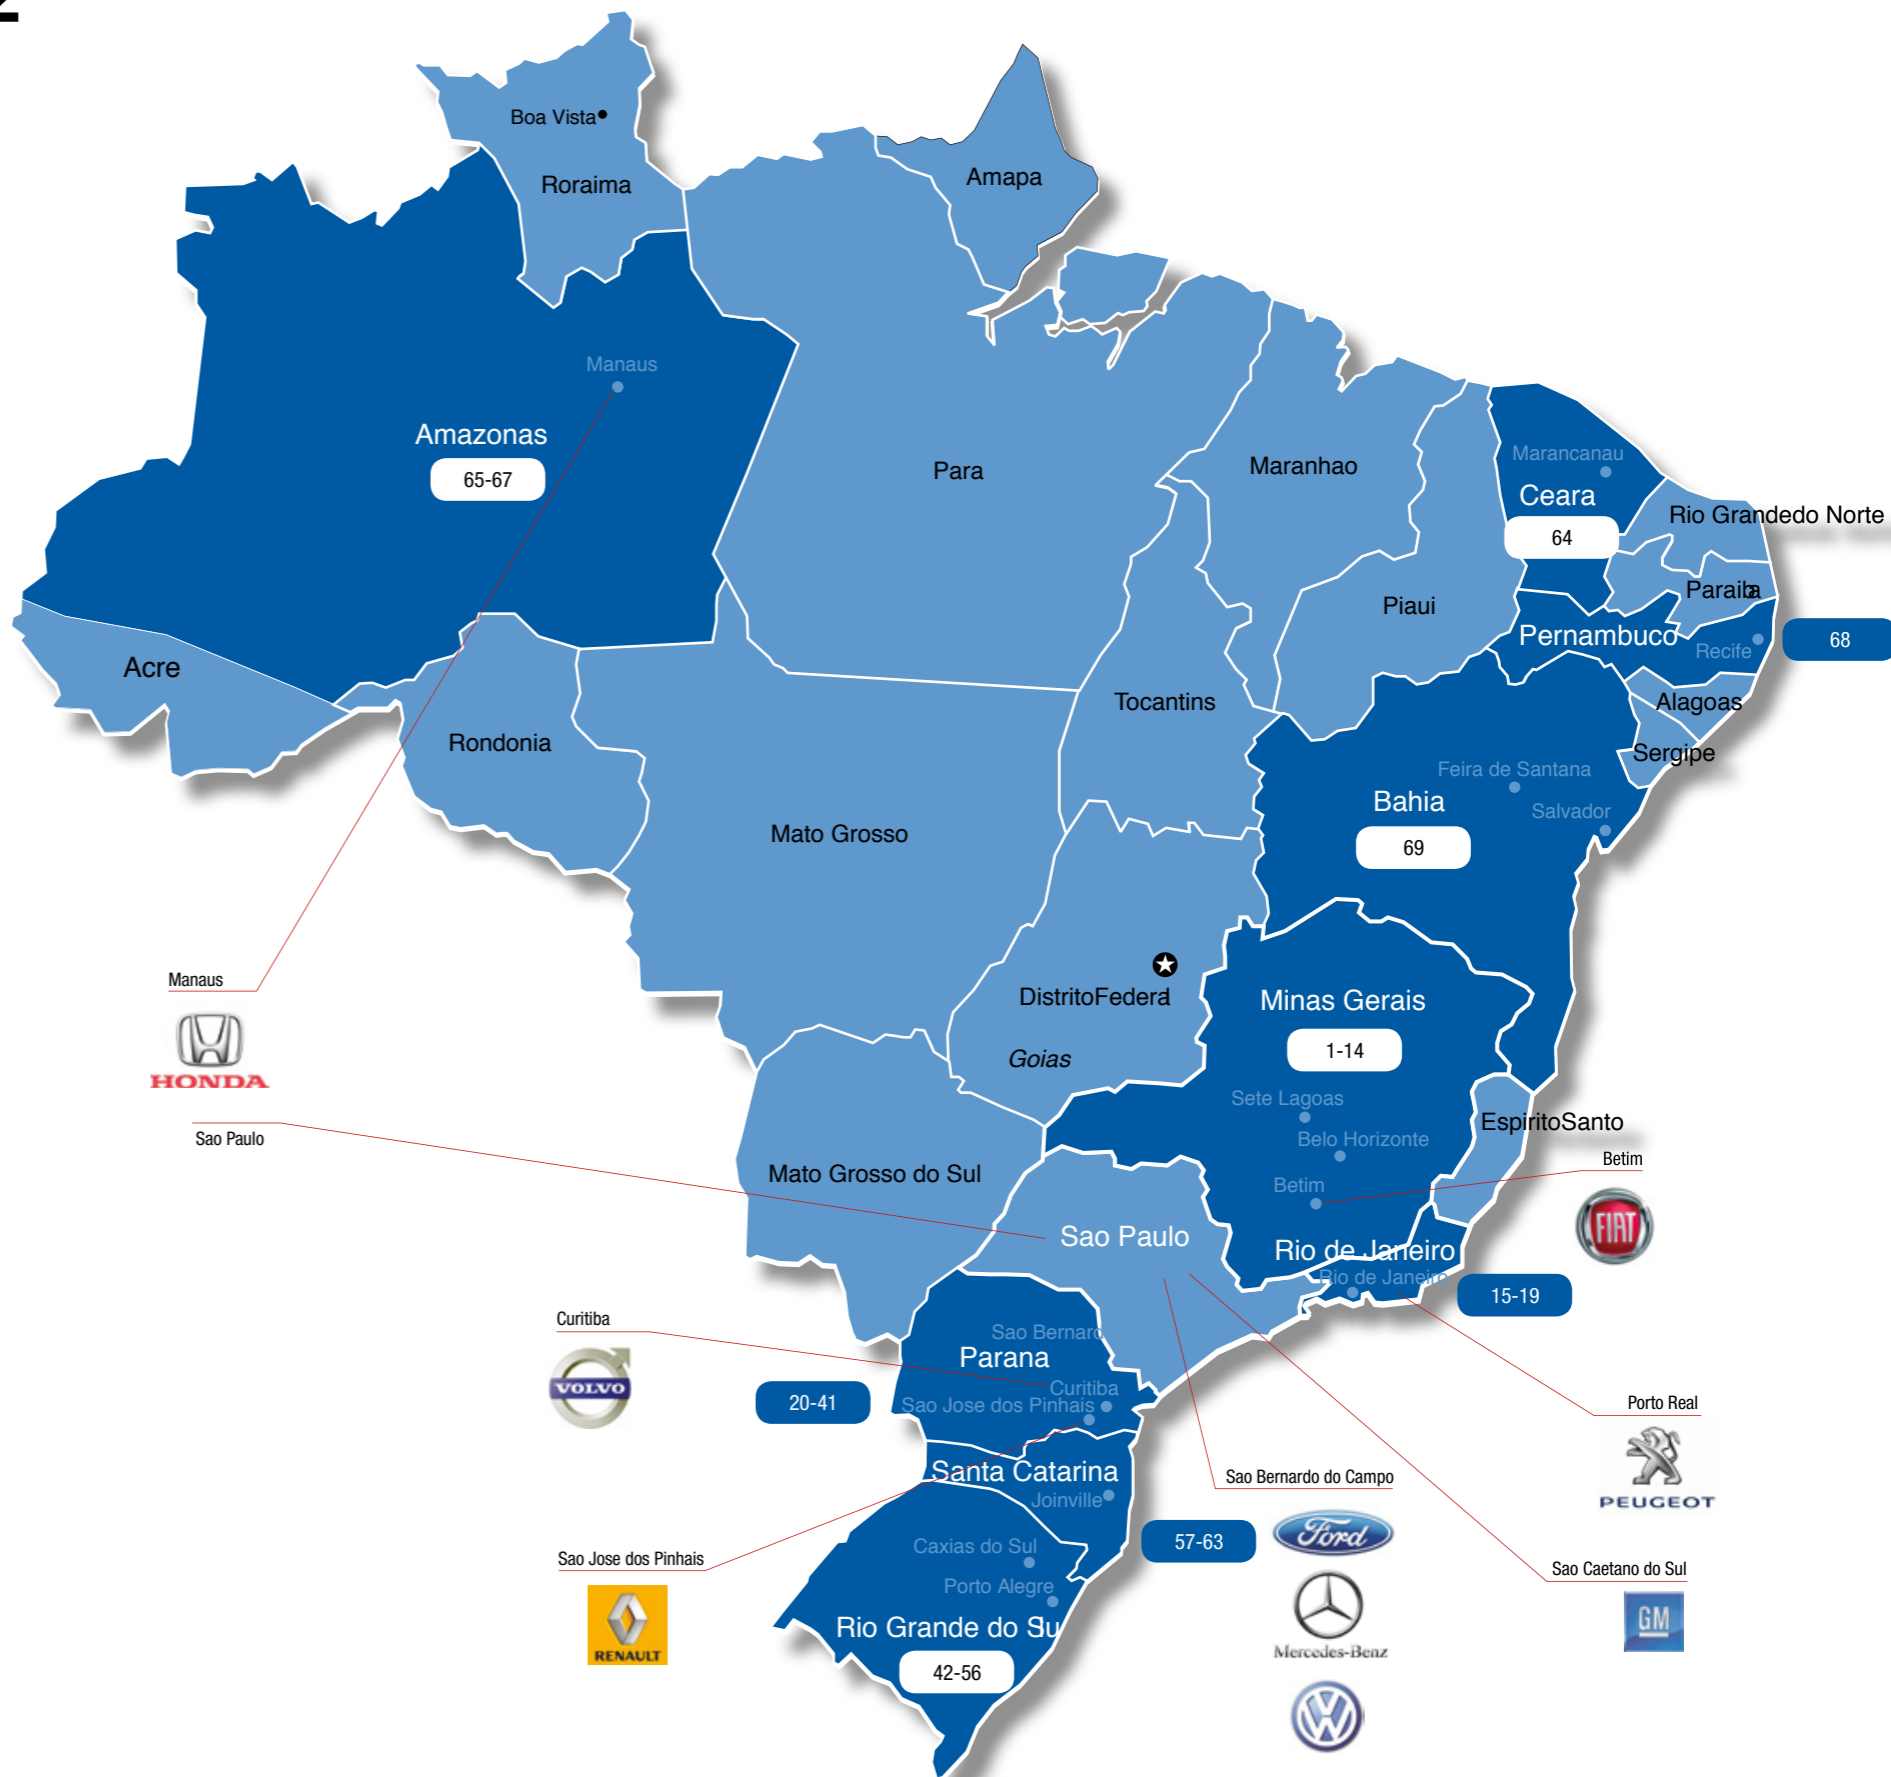 Boa Vista
Roraima
Amapa
Manaus
Amazonas
65-67
Para
Maranhao
Marancanau
Ceara
64
Rio Grandedo Norte
Paraiba
Piaui
Pernambuco
Recife
68
Acre
Tocantins
Alagoas
Rondonia
Sergipe
Feira de Santana
Bahia
Salvador
Mato Grosso
69
Manaus
DistritoFederal
Minas Gerais
HONDA
Goias
1-14
Sete Lagoas
EspiritoSanto
Sao Paulo
Belo Horizonte
Betim
Mato Grosso do Sul
Betim
FIAT
Sao Paulo
Rio de Janeiro
Rio de Janeiro
15-19
Curitiba
Sao Bernard
Parana
VOLVO
Curitiba
20-41
Sao Jose dos Pinhais
Porto Real
PEUGEOT
Santa Catarina
Sao Bernardo do Campo
Joinville
Ford
57-63
Caxias do Sul
Sao Jose dos Pinhais
Sao Caetano do Sul
Porto Alegre
RENAULT
GM
Rio Grande do Sul
Mercedes-Benz
42-56
VW